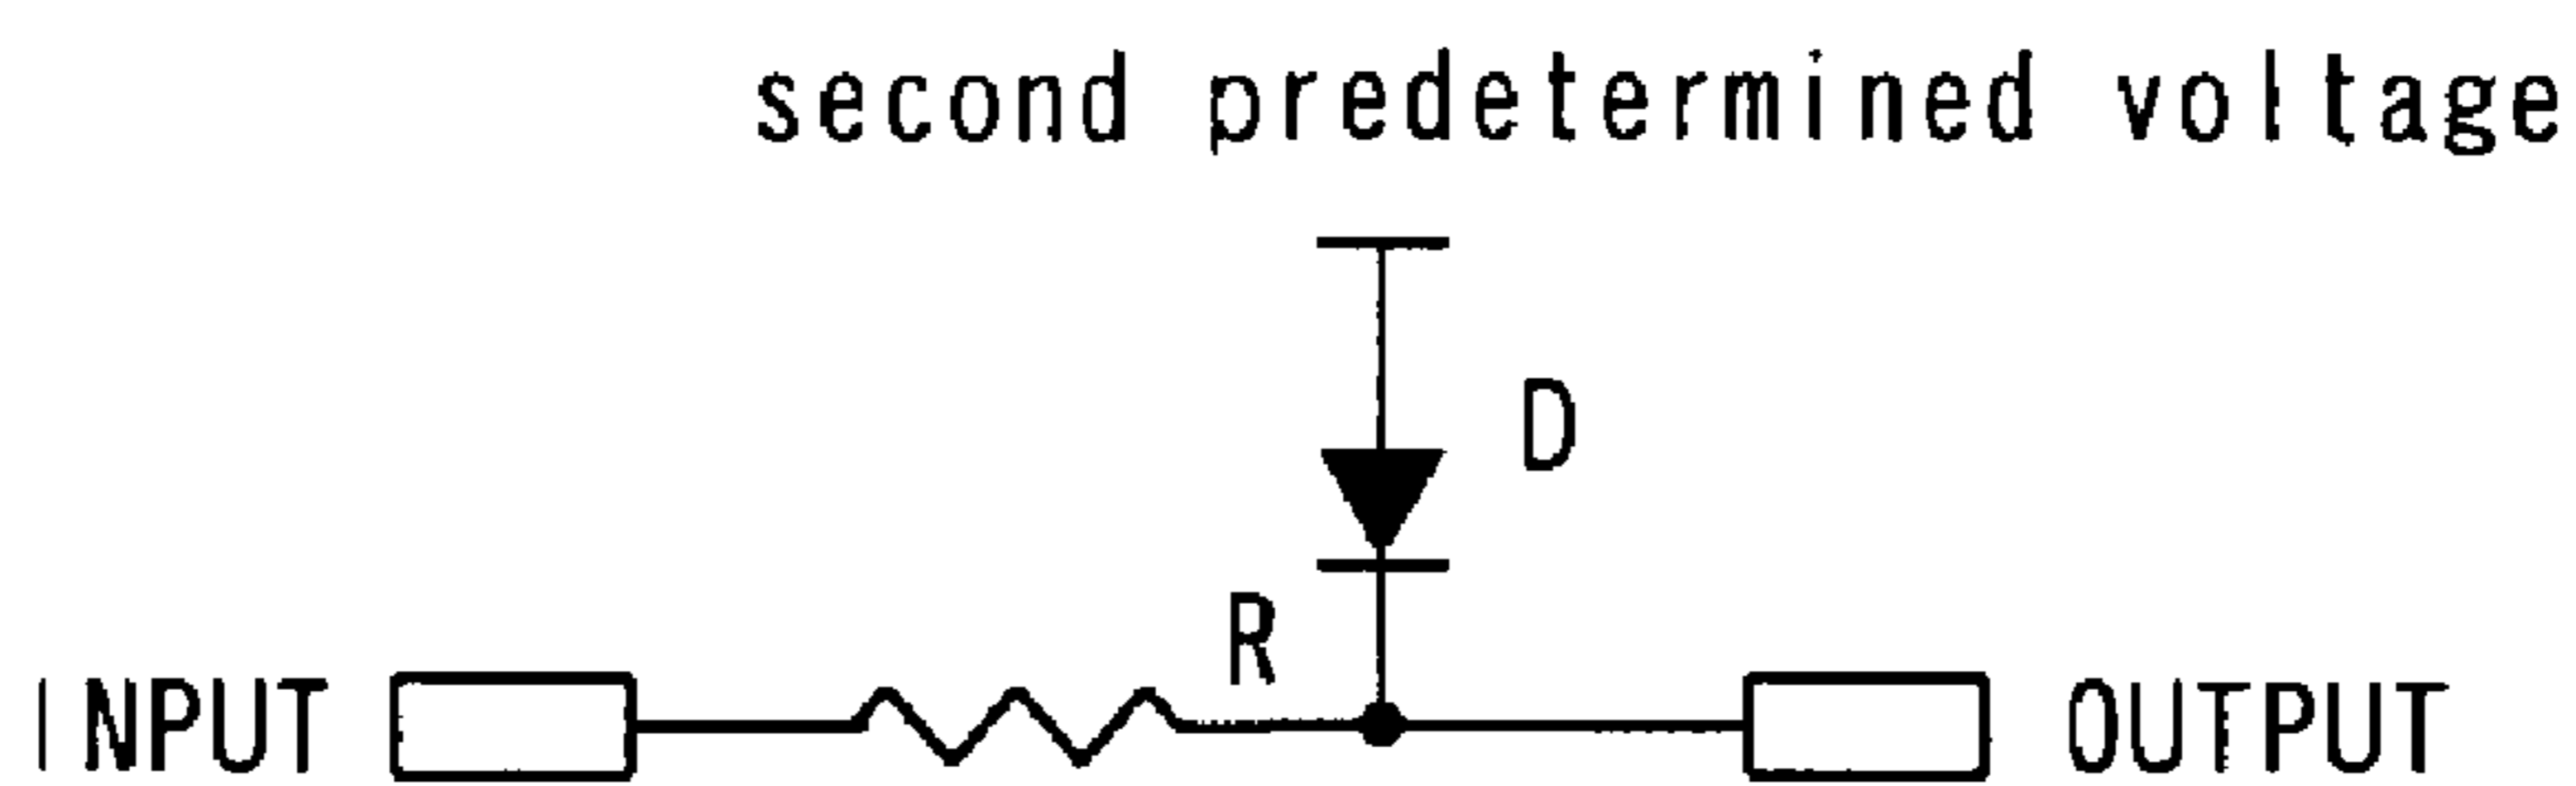 second predetermined voltage
D
R
INPUT
OUTPUT